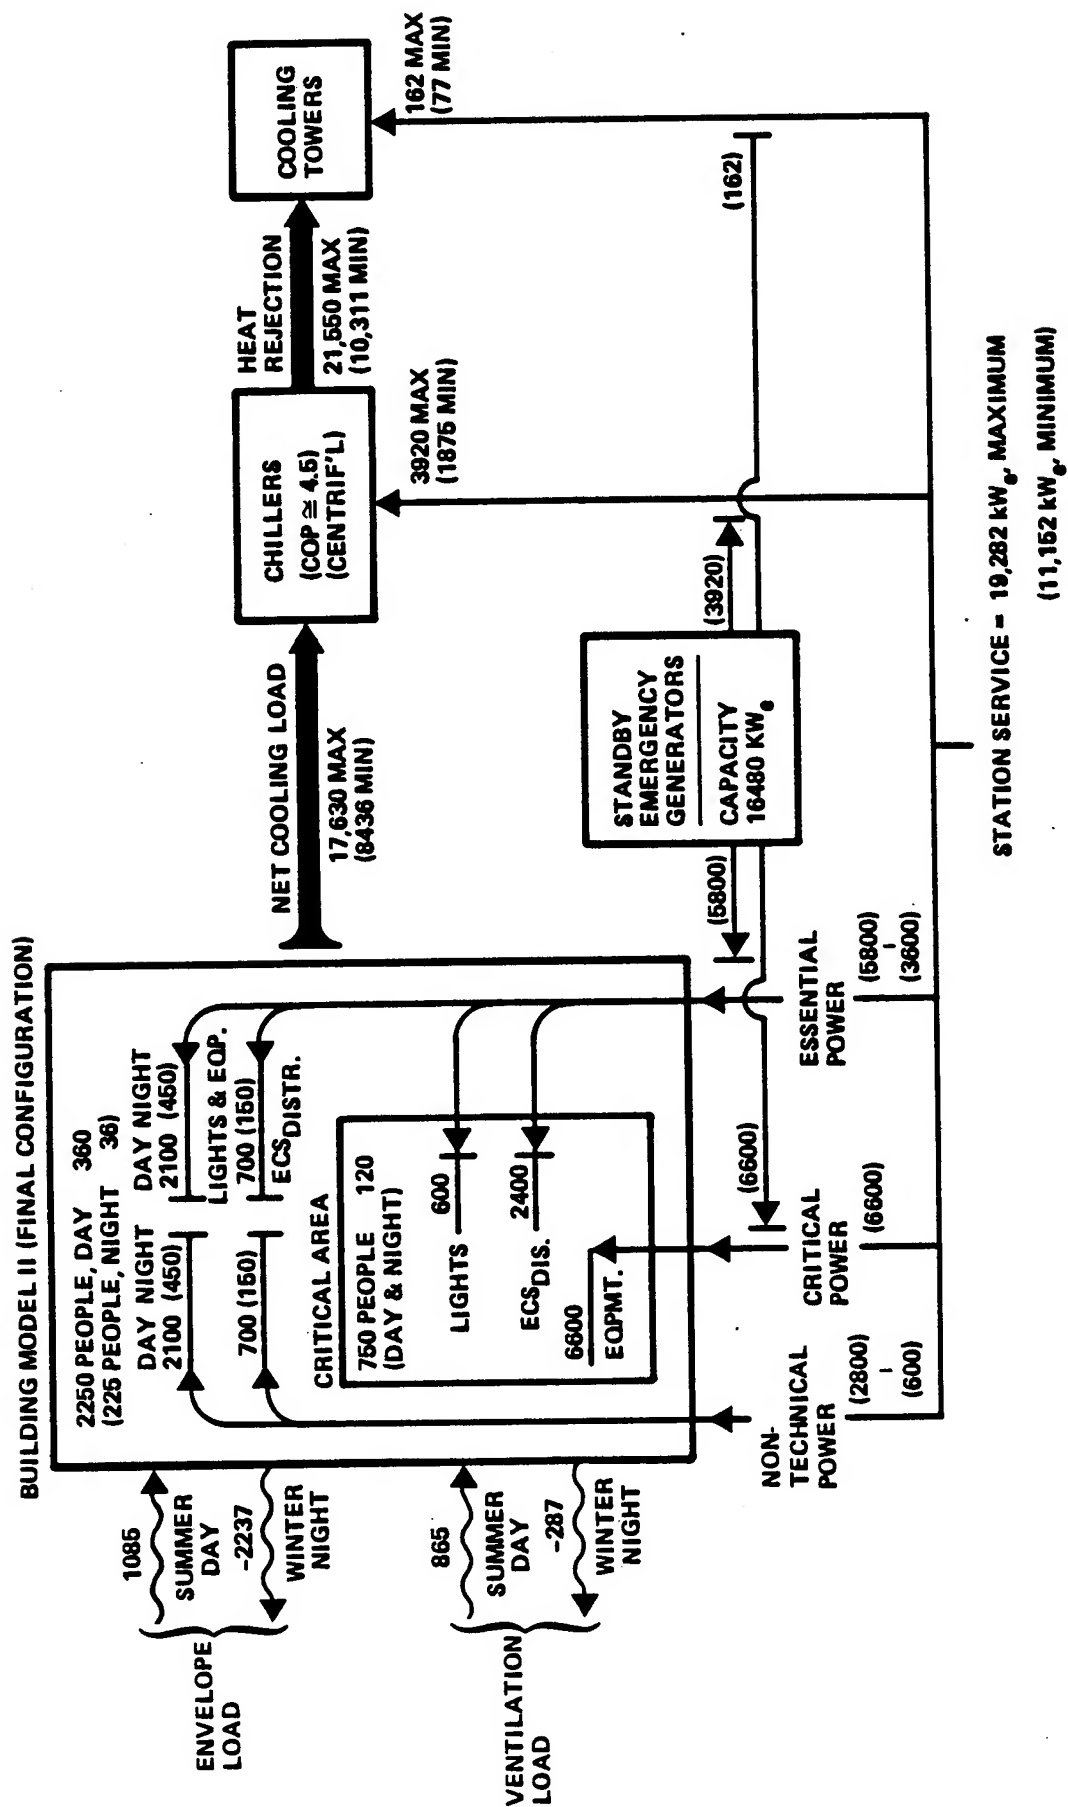 BUILDING MODEL II (FINAL CONFIGURATION)
2250 PEOPLE, DAY 360
(225 PEOPLE, NIGHT 36)
DAY NIGHT
2100 (450)
DAY NIGHT
2100 (450)
LIGHTS & EQP.
700 (150)
700 (150)
ECS DISTR.
CRITICAL AREA
750 PEOPLE 120
(DAY & NIGHT)
LIGHTS
600
ECS DIS.
2400
6600
EQPMT.
ENVELOPE
LOAD
1085
SUMMER
DAY
-2237
WINTER
NIGHT
VENTILATION
LOAD
865
SUMMER
DAY
-287
WINTER
NIGHT
NET COOLING LOAD
17,630 MAX
(8436 MIN)
CHILLERS
(COP ≅ 4.5)
(CENTRIF'L)
HEAT
REJECTION
21,550 MAX
(10,311 MIN)
COOLING
TOWERS
3920 MAX
(1875 MIN)
162 MAX
(77 MIN)
STANDBY
EMERGENCY
GENERATORS
CAPACITY
16480 KWe
(5800)
(6600)
(3920)
(162)
NON-
TECHNICAL
POWER
(2800)
(600)
CRITICAL
POWER
(6600)
ESSENTIAL
POWER
(5800)
(3600)
STATION SERVICE = 19,282 kWe, MAXIMUM
(11,152 kWe, MINIMUM)